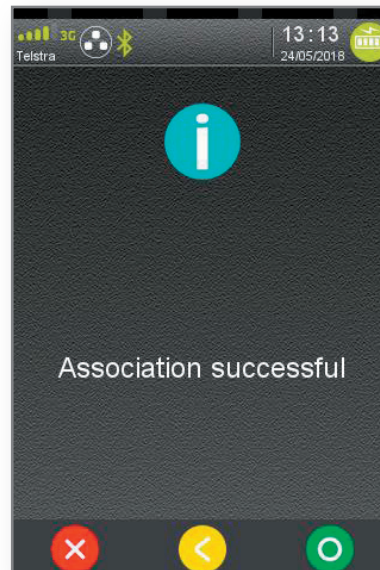 3G
13:13
Telstra
24/05/2018
i
Association successful